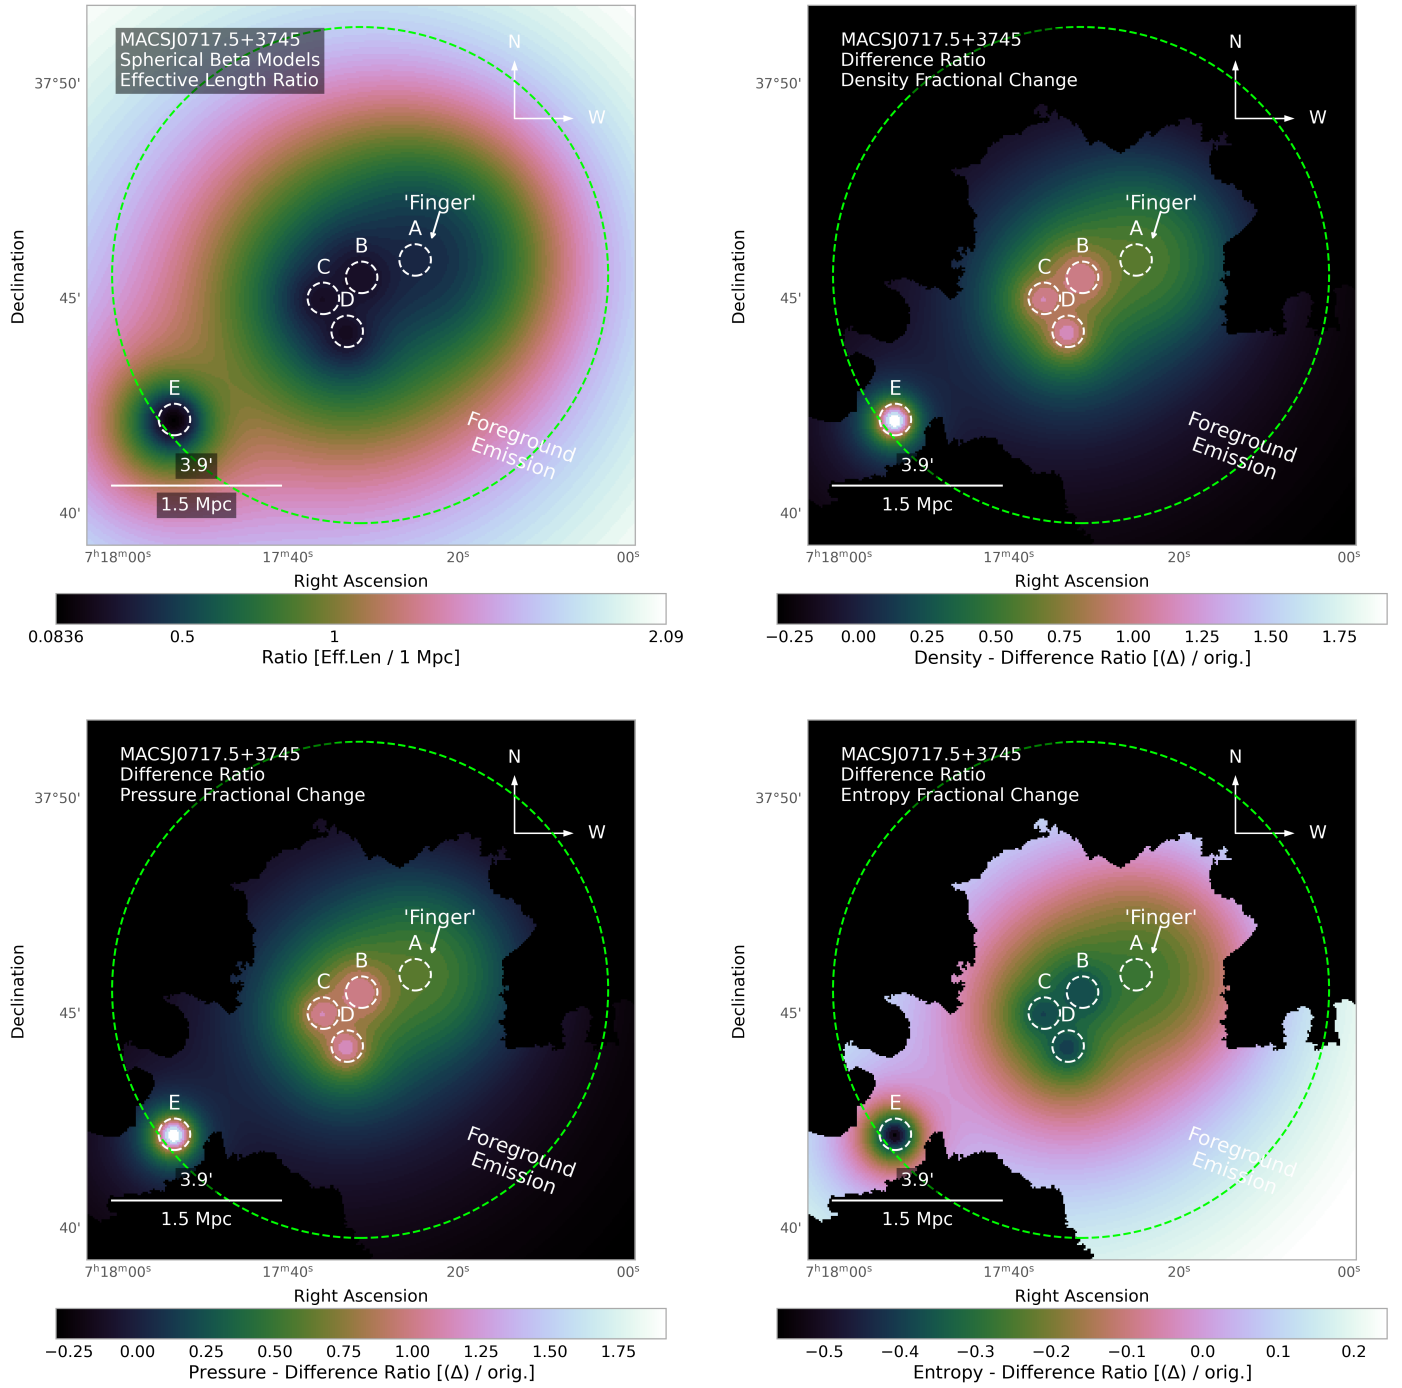 MACSJ0717.5+3745
Spherical Beta Models
Effective Length Ratio
N
W
'Finger'
A
B
C
D
E
3.9'
1.5 Mpc
Foreground
Emission
37°50'
45'
40'
Declination
7ʰ18ᵐ00ˢ 17ᵐ40ˢ 20ˢ 00ˢ
Right Ascension
0.0836 0.5 1 2.09
Ratio [Eff.Len / 1 Mpc]
MACSJ0717.5+3745
Difference Ratio
Density Fractional Change
N
W
'Finger'
A
B
C
D
E
3.9'
1.5 Mpc
Foreground
Emission
45'
40'
37°50'
Declination
7ʰ18ᵐ00ˢ 17ᵐ40ˢ 20ˢ 00ˢ
Right Ascension
−0.25 0.00 0.25 0.50 0.75 1.00 1.25 1.50 1.75
Density - Difference Ratio [(Δ) / orig.]
MACSJ0717.5+3745
Difference Ratio
Pressure Fractional Change
N
W
'Finger'
A
B
C
D
E
3.9'
1.5 Mpc
Foreground
Emission
37°50'
45'
40'
Declination
7ʰ18ᵐ00ˢ 17ᵐ40ˢ 20ˢ 00ˢ
Right Ascension
−0.25 0.00 0.25 0.50 0.75 1.00 1.25 1.50 1.75
Pressure - Difference Ratio [(Δ) / orig.]
MACSJ0717.5+3745
Difference Ratio
Entropy Fractional Change
N
W
'Finger'
A
B
C
D
E
3.9'
1.5 Mpc
Foreground
Emission
37°50'
45'
40'
Declination
7ʰ18ᵐ00ˢ 17ᵐ40ˢ 20ˢ 00ˢ
Right Ascension
−0.5 −0.4 −0.3 −0.2 −0.1 0.0 0.1 0.2
Entropy - Difference Ratio [(Δ) / orig.]